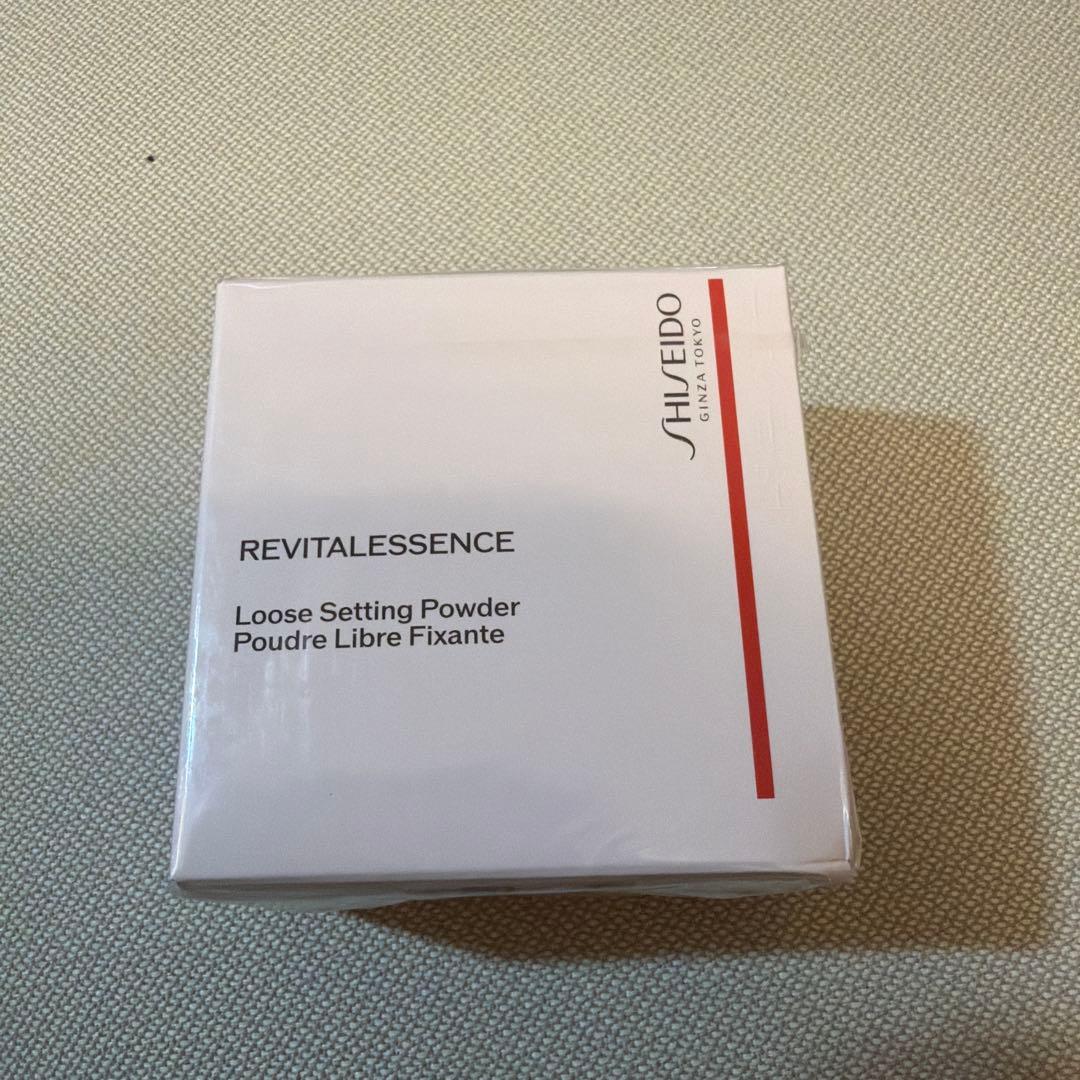 SHISEIDO
GINZA TOKYO
REVITALESSENCE
Loose Setting Powder
Poudre Libre Fixante